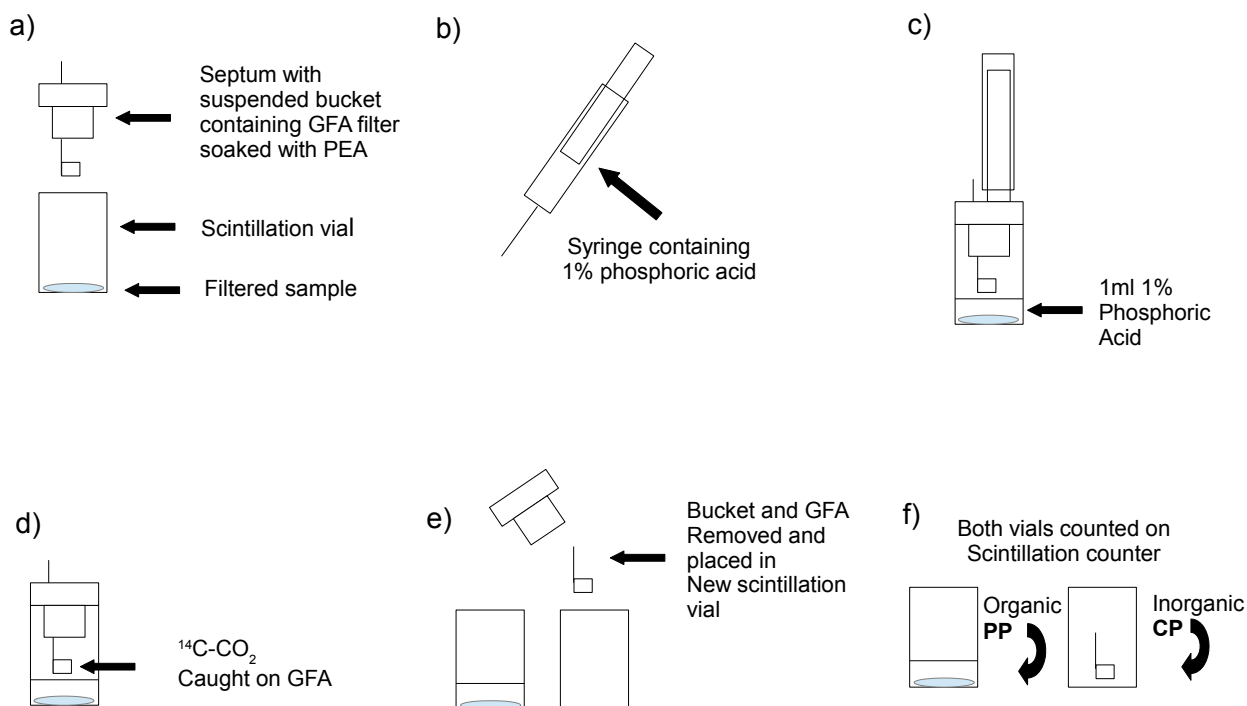 a)
Septum with
suspended bucket
containing GFA filter
soaked with PEA
Scintillation vial
Filtered sample
b)
Syringe containing
1% phosphoric acid
c)
1ml 1%
Phosphoric
Acid
d)
¹⁴C-CO₂
Caught on GFA
e)
Bucket and GFA
Removed and
placed in
New scintillation
vial
f)
Both vials counted on
Scintillation counter
Organic
PP
Inorganic
CP